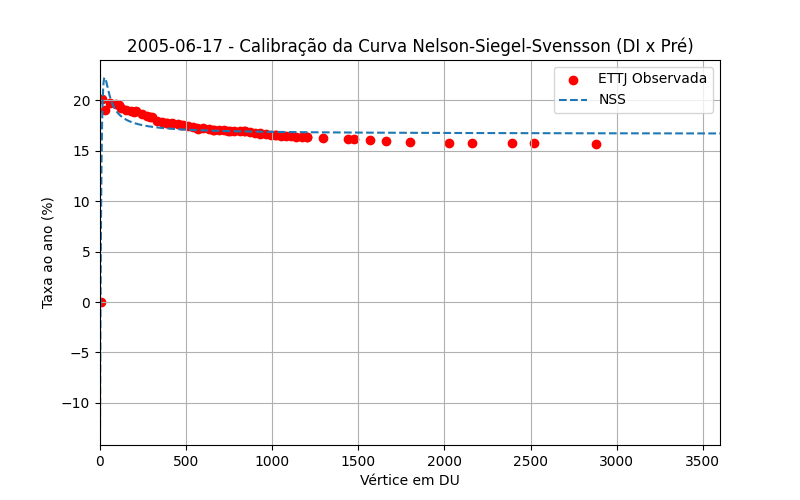 2005-06-17 - Calibração da Curva Nelson-Siegel-Svensson (DI x Pré)
ETTJ Observada
NSS
Taxa ao ano (%)
20
15
10
5
0
−5
−10
0 500 1000 1500 2000 2500 3000 3500
Vértice em DU